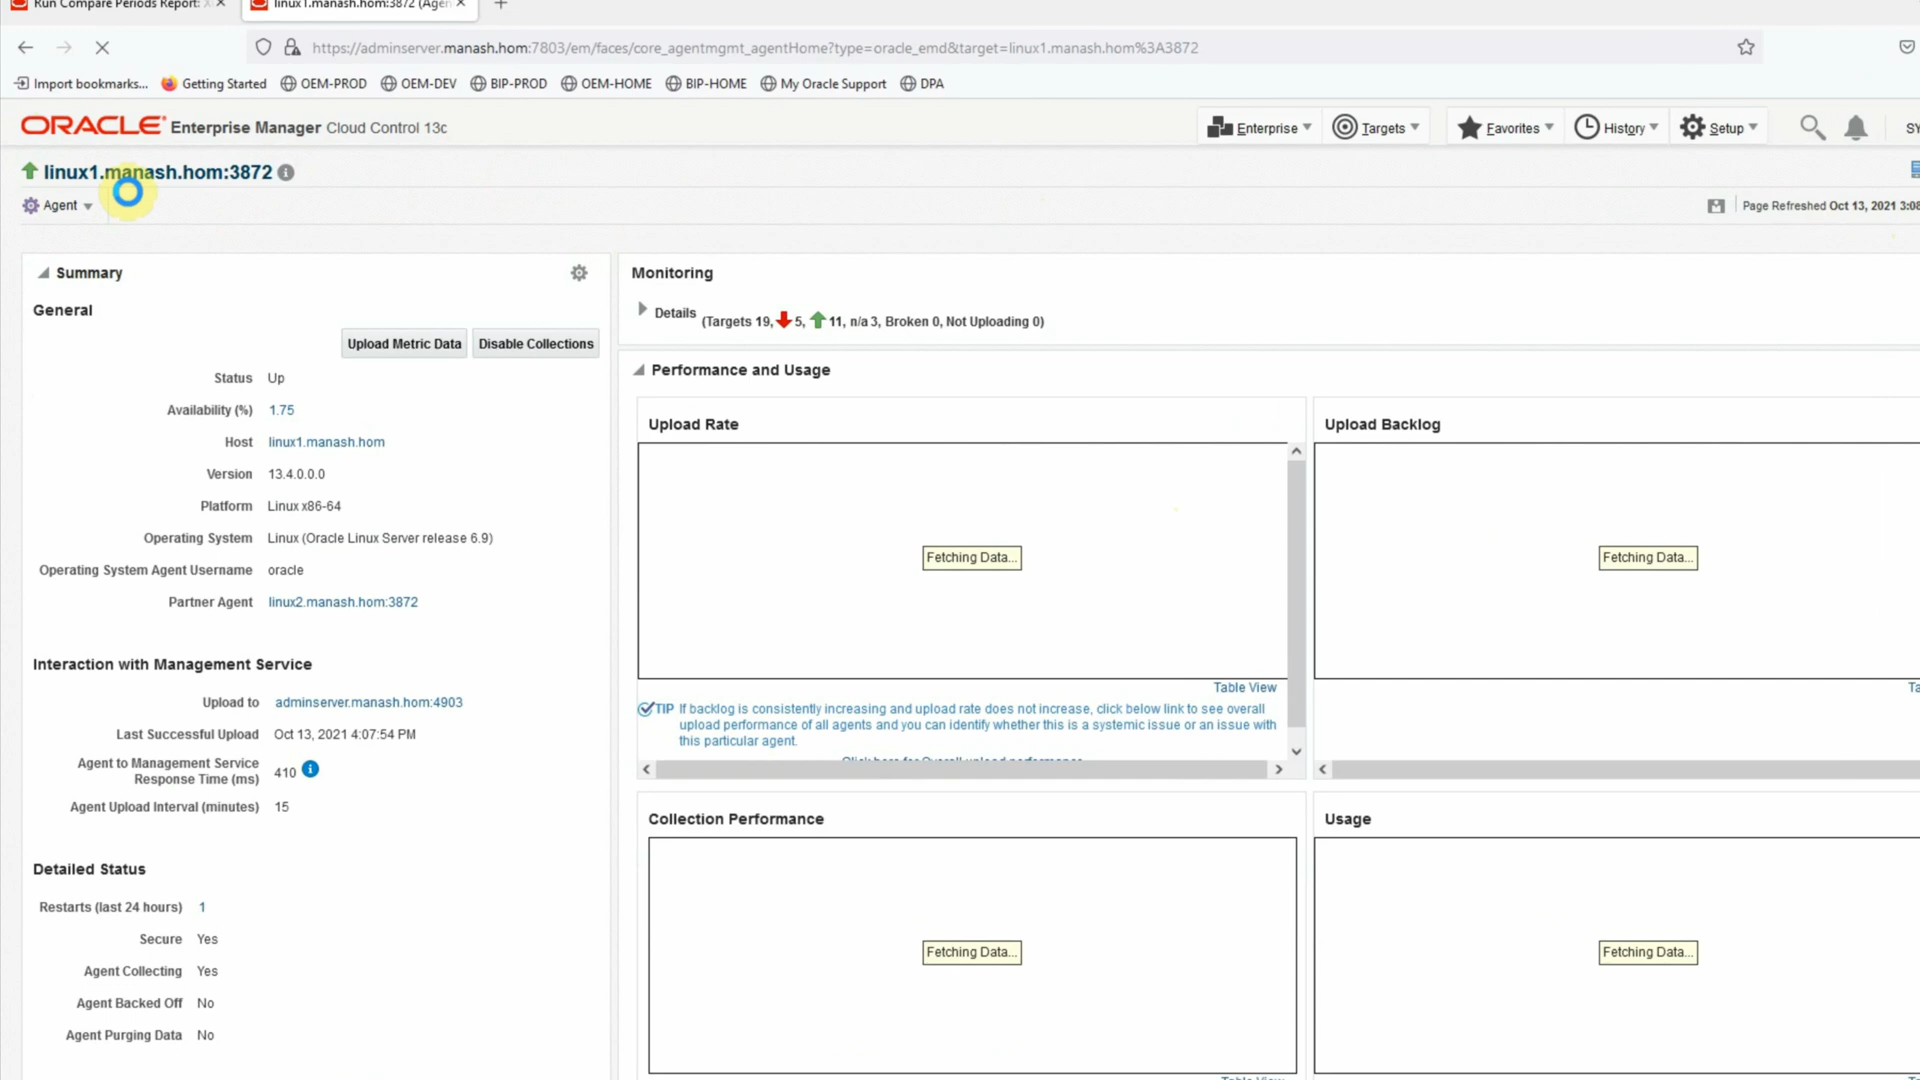 Run Compare Periods Report:
linux1.manash.hom:3872 (Agen
https://adminserver.manash.hom:7803/em/faces/core_agentmgmt_agentHome?type=oracle_emd&target=linux1.manash.hom%3A3872
Import bookmarks... Getting Started OEM-PROD OEM-DEV BIP-PROD OEM-HOME BIP-HOME My Oracle Support DPA
ORACLE Enterprise Manager Cloud Control 13c
Enterprise Targets Favorites History Setup SY
linux1.manash.hom:3872
Agent
Page Refreshed Oct 13, 2021 3:08
Summary
General
Upload Metric Data Disable Collections
Status Up
Availability (%) 1.75
Host linux1.manash.hom
Version 13.4.0.0.0
Platform Linux x86-64
Operating System Linux (Oracle Linux Server release 6.9)
Operating System Agent Username oracle
Partner Agent linux2.manash.hom:3872
Interaction with Management Service
Upload to adminserver.manash.hom:4903
Last Successful Upload Oct 13, 2021 4:07:54 PM
Agent to Management Service
Response Time (ms) 410
Agent Upload Interval (minutes) 15
Detailed Status
Restarts (last 24 hours) 1
Secure Yes
Agent Collecting Yes
Agent Backed Off No
Agent Purging Data No
Monitoring
Details (Targets 19, 5, 11, n/a 3, Broken 0, Not Uploading 0)
Performance and Usage
Upload Rate
Fetching Data...
Table View
TIP If backlog is consistently increasing and upload rate does not increase, click below link to see overall
upload performance of all agents and you can identify whether this is a systemic issue or an issue with
this particular agent.
Click here for Overall upload performance
Upload Backlog
Fetching Data...
Ta
Collection Performance
Fetching Data...
Table View
Usage
Fetching Data...